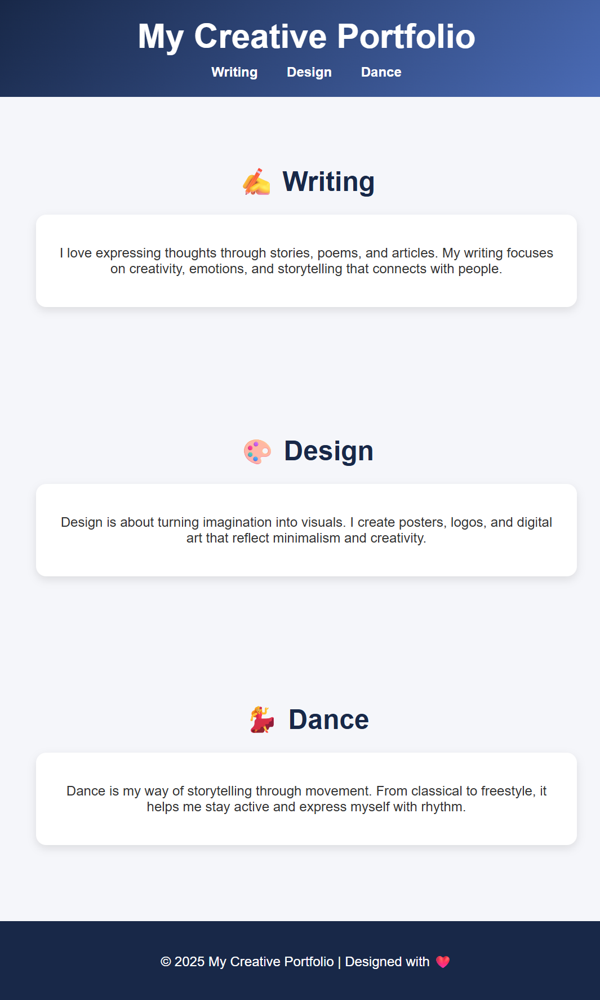 My Creative Portfolio
Writing Design Dance
✍️ Writing
I love expressing thoughts through stories, poems, and articles. My writing focuses
on creativity, emotions, and storytelling that connects with people.
🎨 Design
Design is about turning imagination into visuals. I create posters, logos, and digital
art that reflect minimalism and creativity.
💃 Dance
Dance is my way of storytelling through movement. From classical to freestyle, it
helps me stay active and express myself with rhythm.
© 2025 My Creative Portfolio | Designed with ❤️